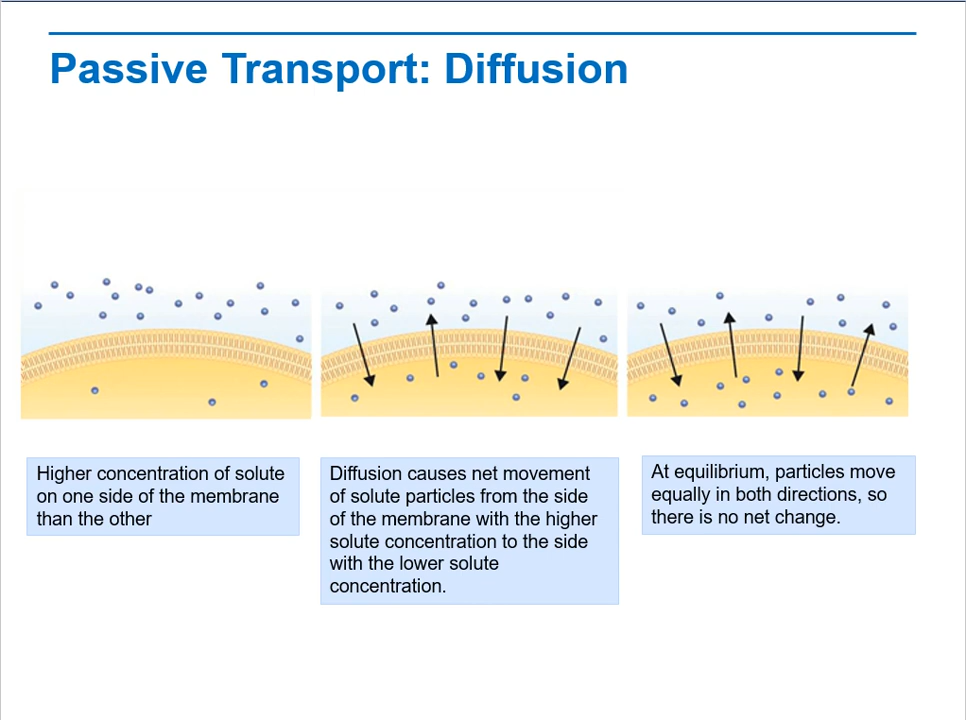 Passive Transport: Diffusion
Higher concentration of solute
on one side of the membrane
than the other
Diffusion causes net movement
of solute particles from the side
of the membrane with the higher
solute concentration to the side
with the lower solute
concentration.
At equilibrium, particles move
equally in both directions, so
there is no net change.